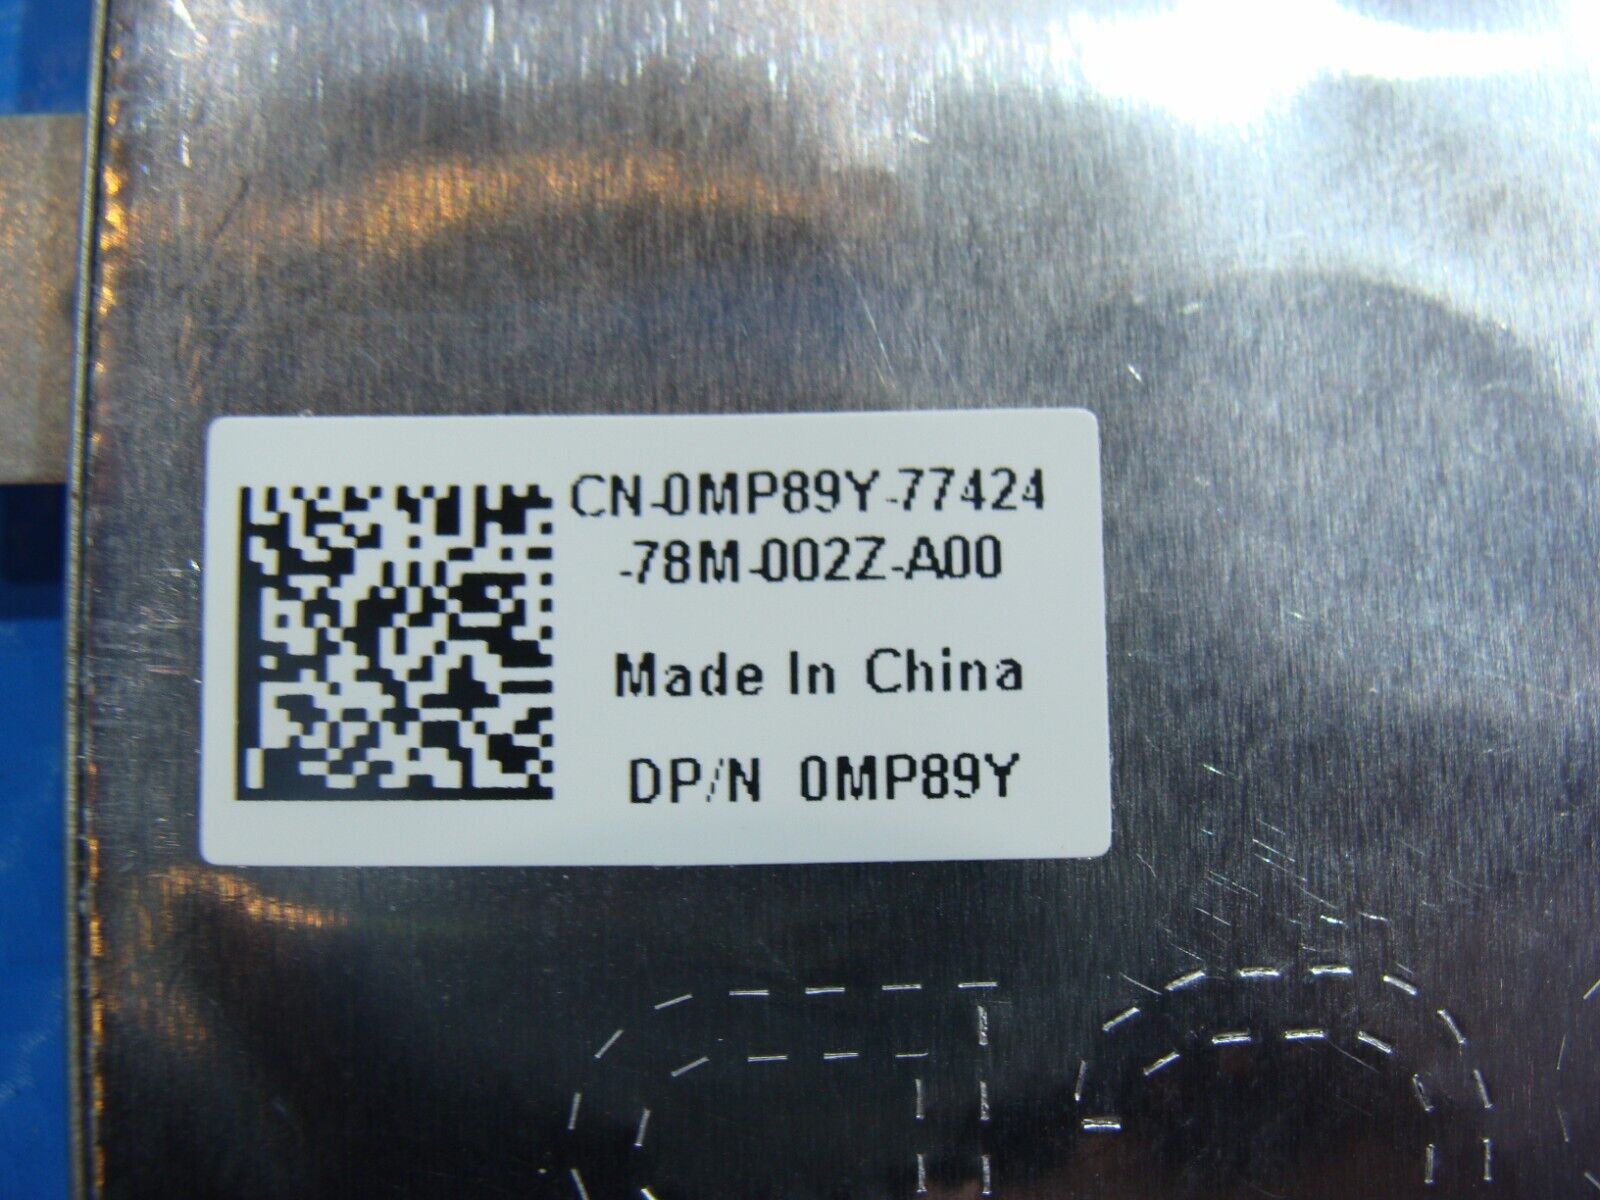 CN-0MP89Y-77424
-78M-002Z-A00
Made In China
DP/N 0MP89Y